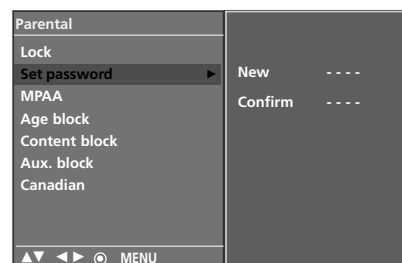 Parental
Lock
Set password ►
MPAA
Age block
Content block
Aux. block
Canadian
▲▼ ◄► ⊙ MENU
New - - - -
Confirm - - - -